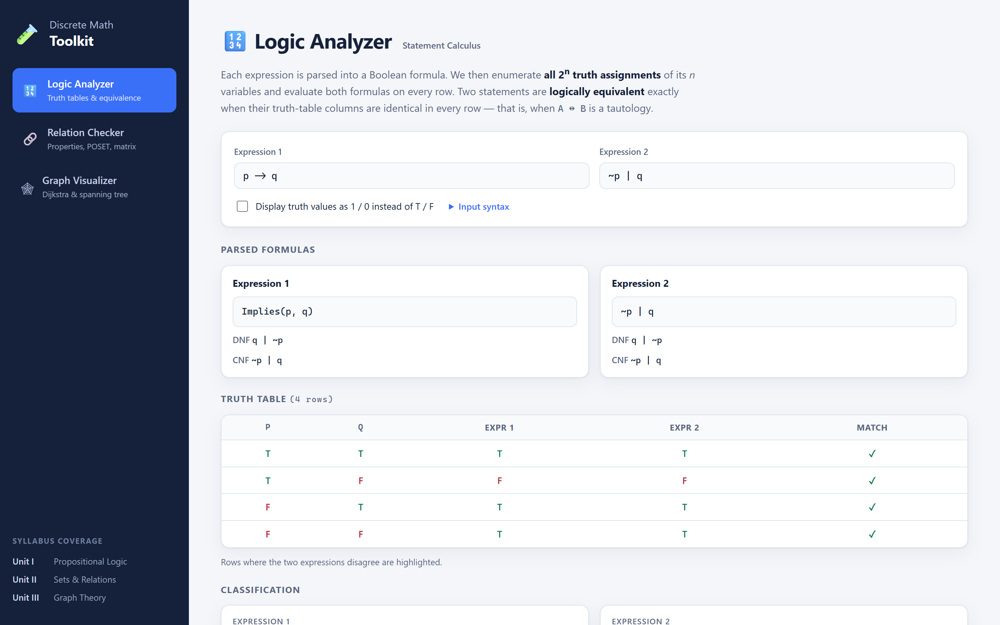 Discrete Math
Toolkit
Logic Analyzer
Truth tables & equivalence
Relation Checker
Properties, POSET, matrix
Graph Visualizer
Dijkstra & spanning tree
SYLLABUS COVERAGE
Unit I Propositional Logic
Unit II Sets & Relations
Unit III Graph Theory
Logic Analyzer Statement Calculus
Each expression is parsed into a Boolean formula. We then enumerate all 2ⁿ truth assignments of its n
variables and evaluate both formulas on every row. Two statements are logically equivalent exactly
when their truth-table columns are identical in every row — that is, when A ↔ B is a tautology.
Expression 1 Expression 2
p -> q ~p | q
Display truth values as 1 / 0 instead of T / F ▶ Input syntax
PARSED FORMULAS
Expression 1
Implies(p, q)
DNF q | ~p
CNF ~p | q
Expression 2
~p | q
DNF q | ~p
CNF ~p | q
TRUTH TABLE (4 rows)
P Q EXPR 1 EXPR 2 MATCH
T T T T ✓
T F F F ✓
F T T T ✓
F F T T ✓
Rows where the two expressions disagree are highlighted.
CLASSIFICATION
EXPRESSION 1 EXPRESSION 2